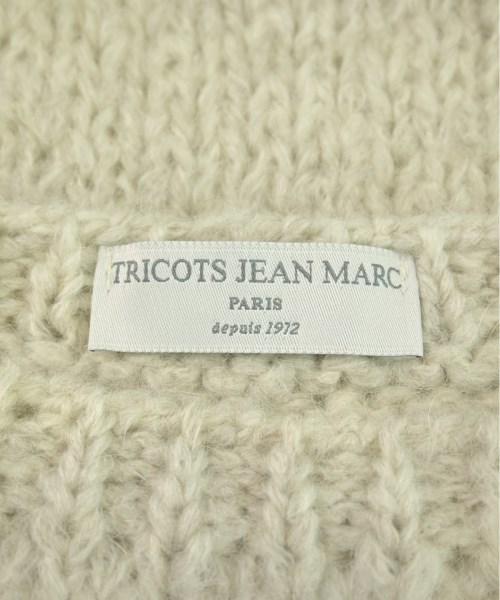 TRICOTS JEAN MARC
PARIS
depuis 1972